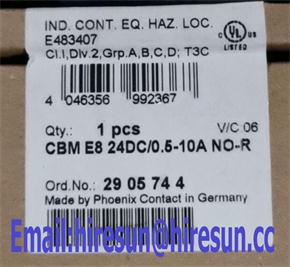 IND. CONT. EQ. HAZ. LOC.
E483407
Cl.I,Div.2,Grp.A,B,C,D; T3C
C UL US
LISTED
4 046356 992367
Qty.: 1 pcs V/C 06
CBM E8 24DC/0.5-10A NO-R
Ord.No.: 29 05 74 4
Made by Phoenix Contact in Germany
Email:hiresun@hiresun.cc